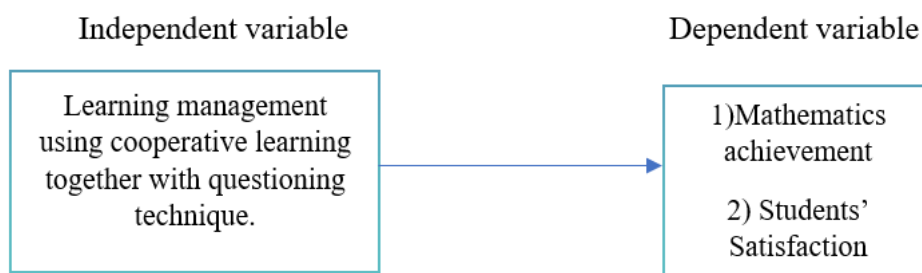 Independent variable
Dependent variable
Learning management
using cooperative learning
together with questioning
technique.
1)Mathematics
achievement
2) Students’
Satisfaction